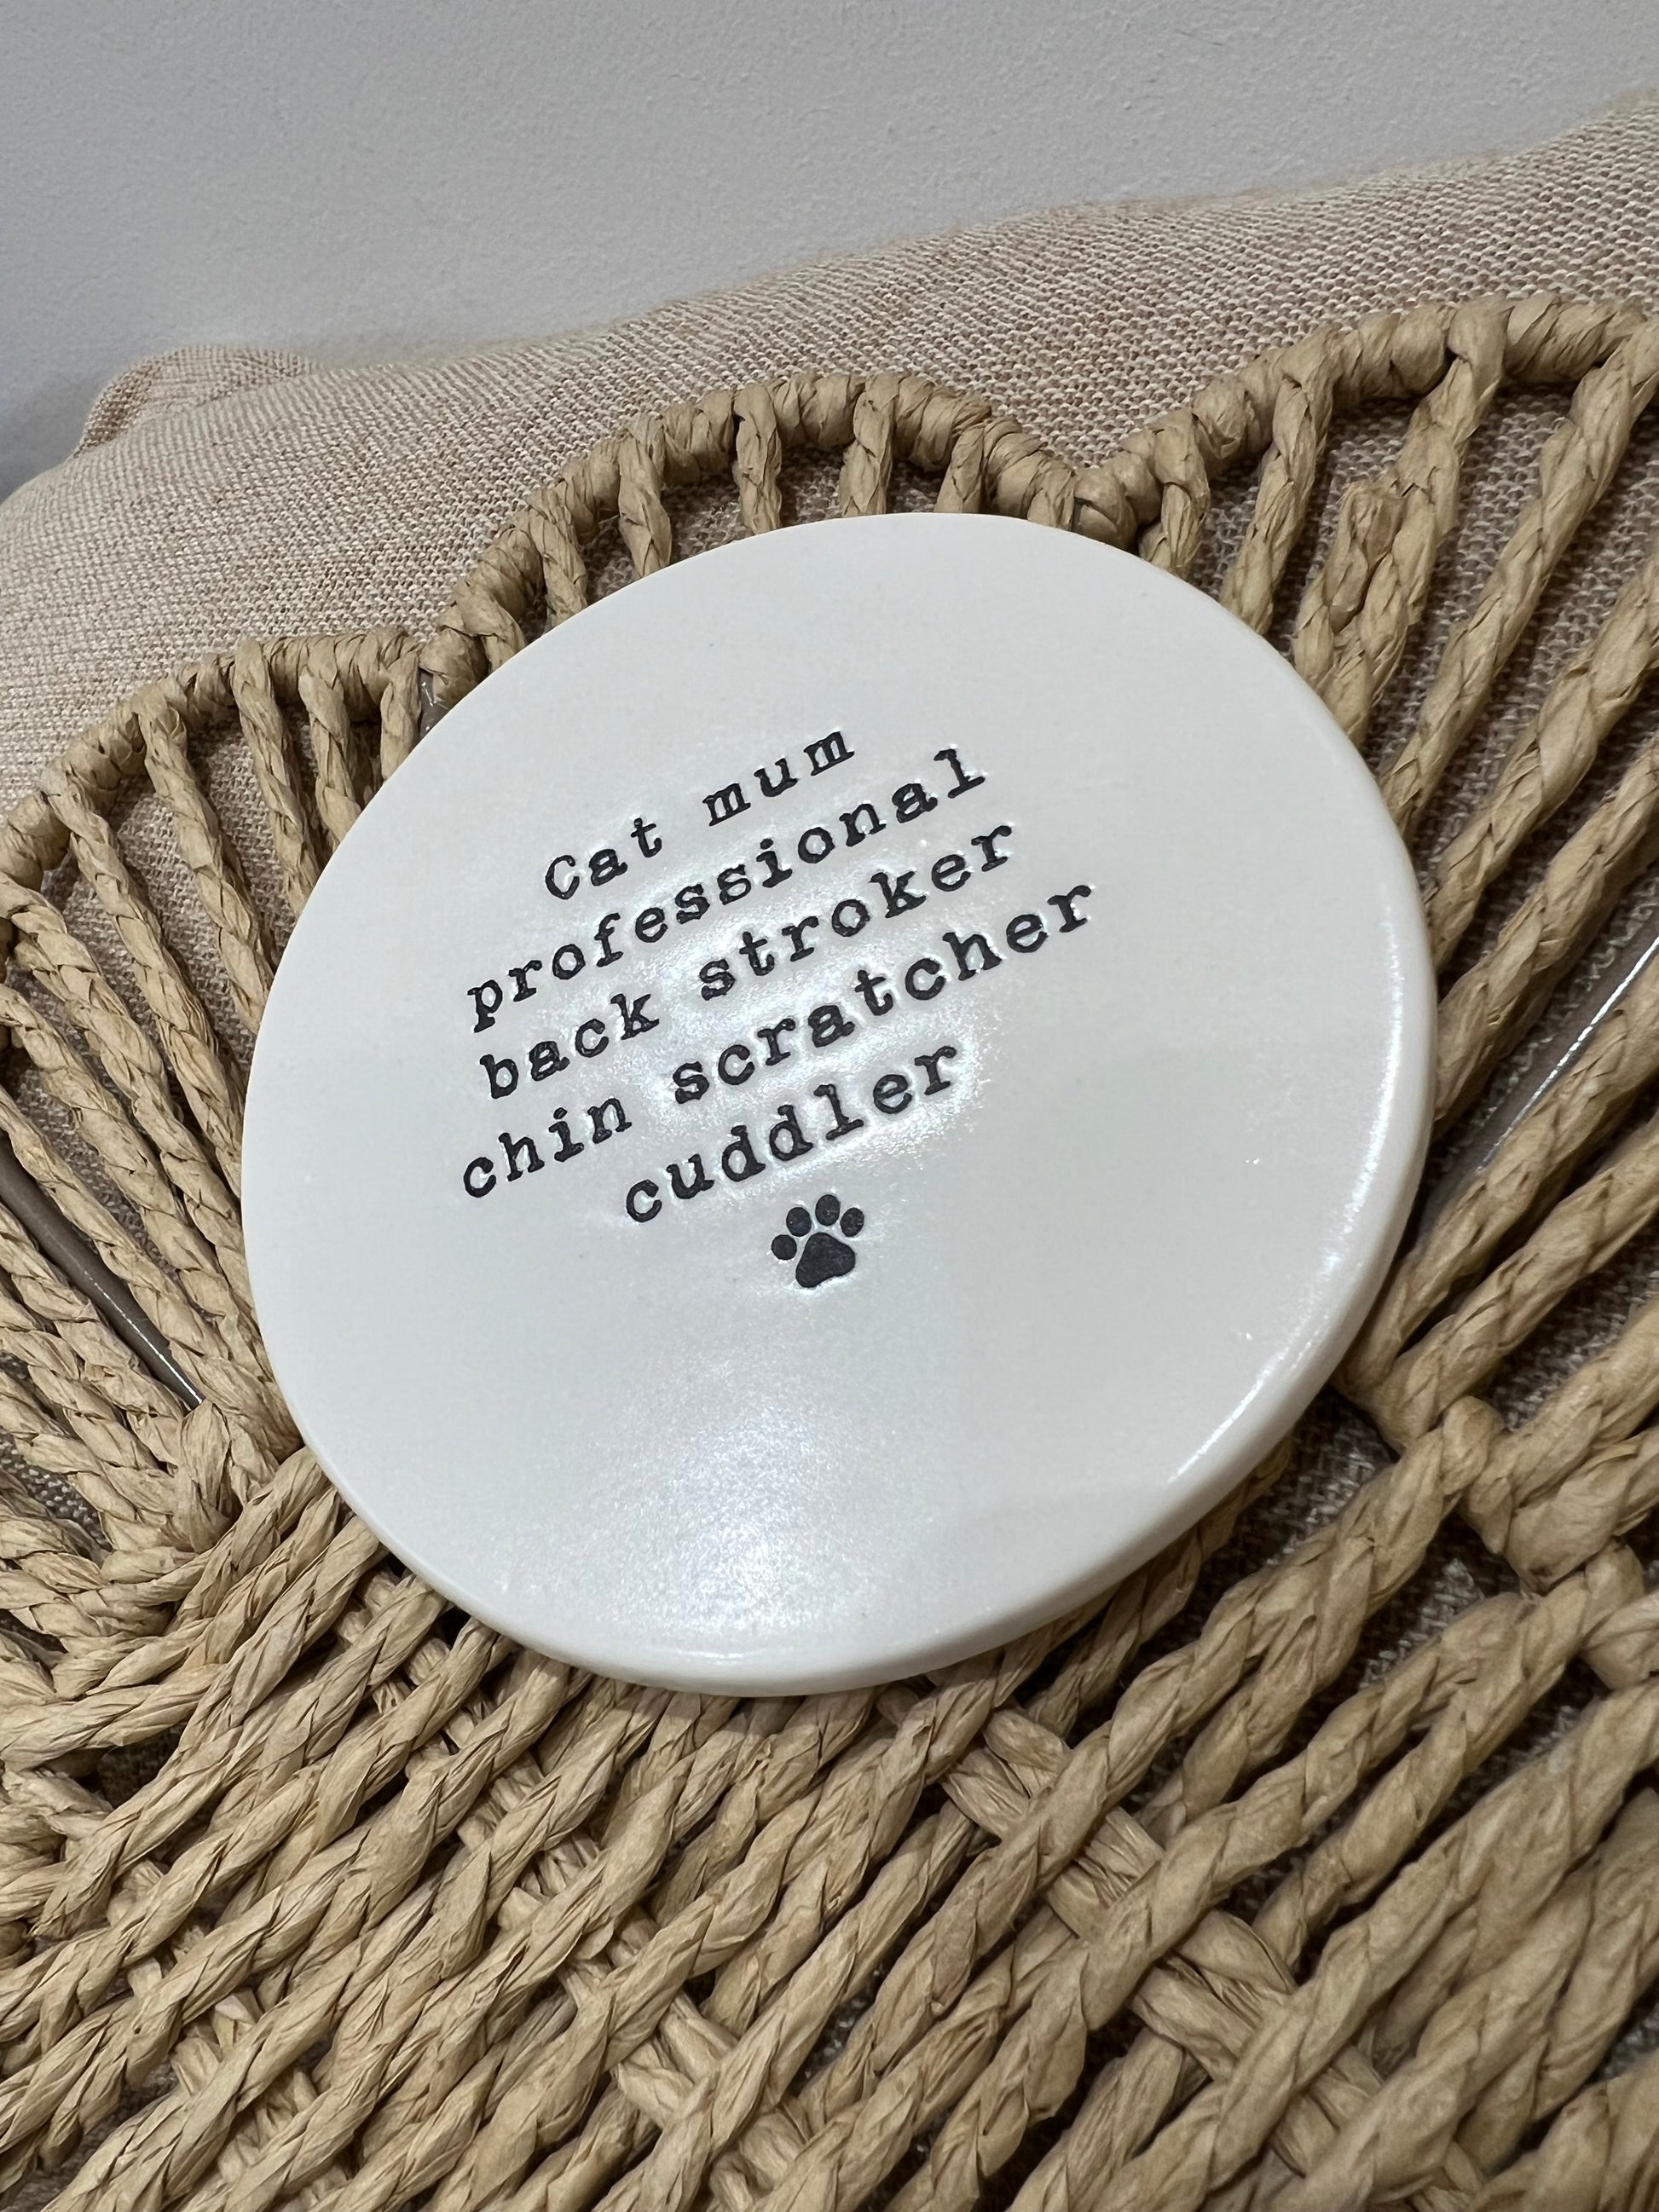 Cat mum
professional
back stroker
chin scratcher
cuddler